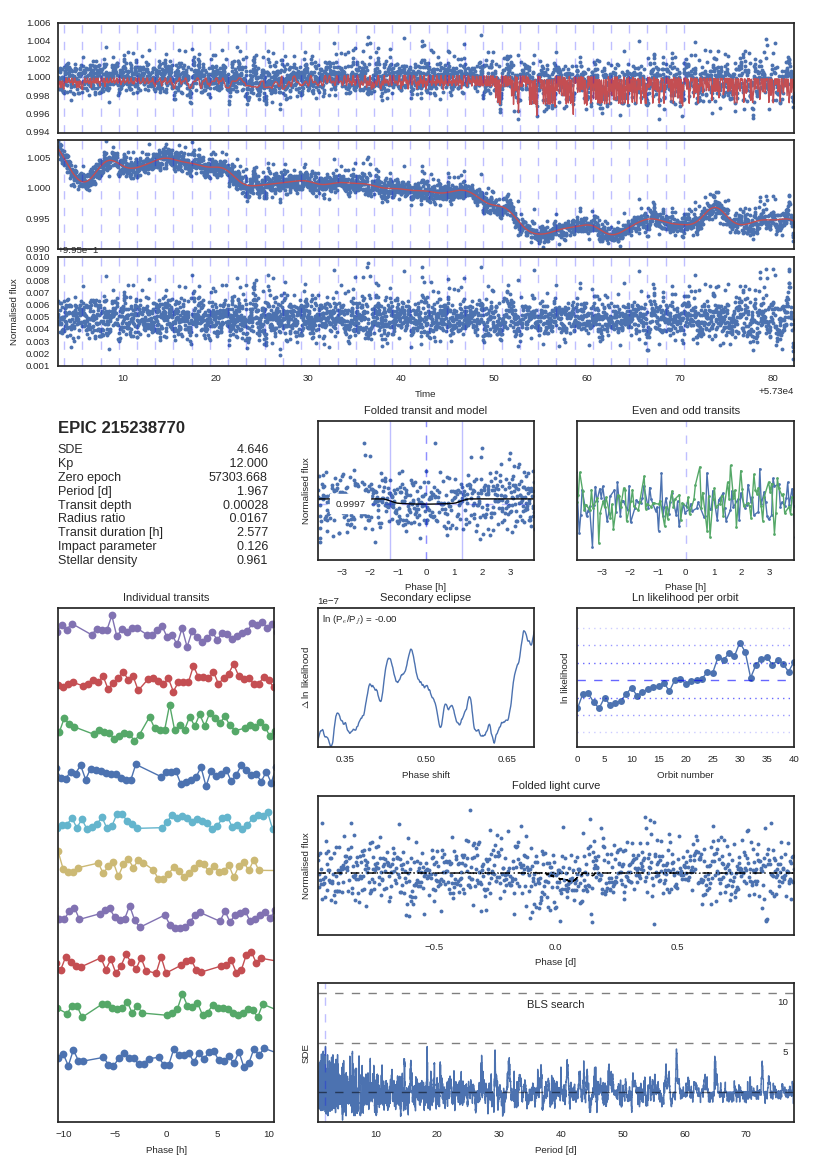 1.006
1.004
1.002
1.000
0.998
0.996
0.994
1.005
1.000
0.995
0.990
+9.95e−1
0.010
0.009
0.008
0.007
0.006
0.005
0.004
0.003
0.002
0.001
Normalised flux
10 20 30 40 50 60 70 80
Time
+5.73e4
EPIC 215238770
SDE 4.646
Kp 12.000
Zero epoch 57303.668
Period [d] 1.967
Transit depth 0.00028
Radius ratio 0.0167
Transit duration [h] 2.577
Impact parameter 0.126
Stellar density 0.961
Folded transit and model
Normalised flux
0.9997
−3 −2 −1 0 1 2 3
Phase [h]
Even and odd transits
−3 −2 −1 0 1 2 3
Phase [h]
Individual transits
−10 −5 0 5 10
Phase [h]
Secondary eclipse
1e−7
ln (Pₑ/P𝑓) = -0.00
Δ ln likelihood
0.35 0.50 0.65
Phase shift
Ln likelihood per orbit
ln likelihood
0 5 10 15 20 25 30 35 40
Orbit number
Folded light curve
Normalised flux
−0.5 0.0 0.5
Phase [d]
BLS search
10
5
SDE
10 20 30 40 50 60 70
Period [d]